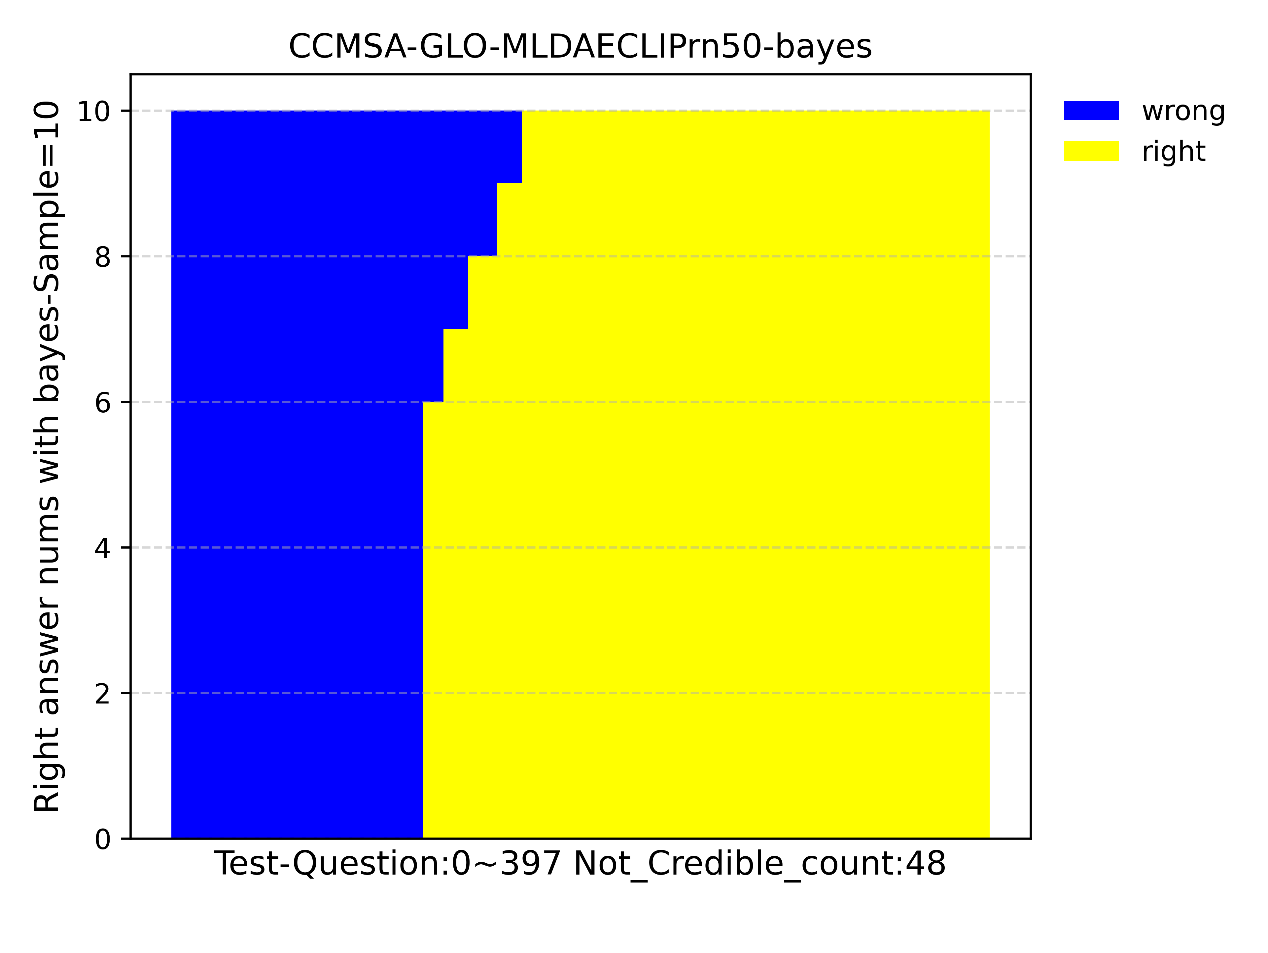 CCMSA-GLO-MLDAECLIPrn50-bayes
Right answer nums with bayes-Sample=10
10
8
6
4
2
0
wrong
right
Test-Question:0~397 Not_Credible_count:48